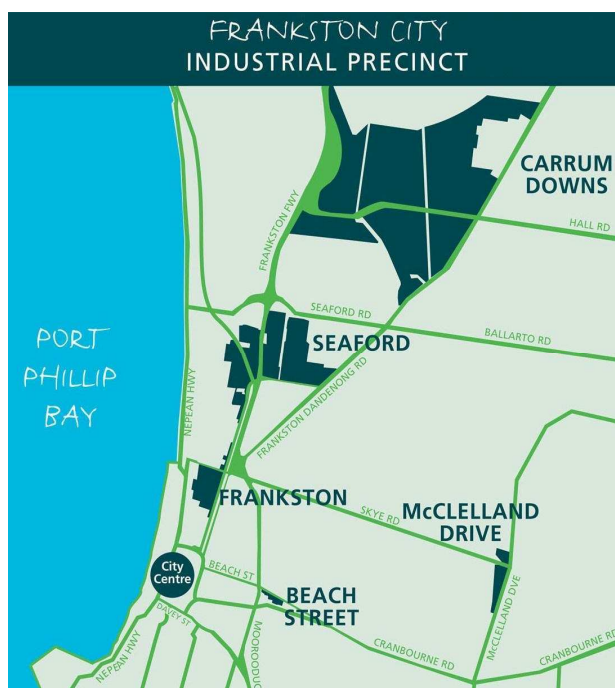 FRANKSTON CITY
INDUSTRIAL PRECINCT
CARRUM
DOWNS
HALL RD
FRANKSTON FWY
SEAFORD RD
BALLARTO RD
SEAFORD
PORT
PHILLIP
BAY
NEPEAN HWY
FRANKSTON DANDENONG RD
FRANKSTON
SKYE RD
McCLELLAND
DRIVE
City
Centre
BEACH ST
BEACH
STREET
McCLELLAND DVE
DAVEY ST
NEPEAN HWY
MOOROODUC
CRANBOURNE RD
CRANBOURNE RD